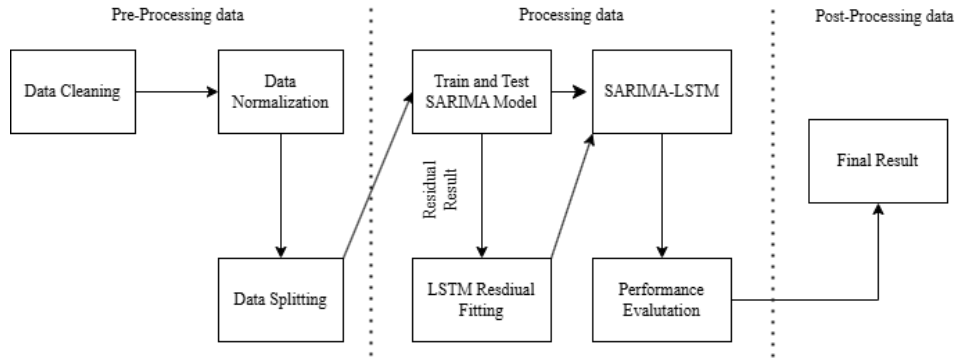 Pre-Processing data
Processing data
Post-Processing data
Data Cleaning
Data
Normalization
Train and Test
SARIMA Model
SARIMA-LSTM
Final Result
Residual
Result
Data Splitting
LSTM Resdiual
Fitting
Performance
Evalutation